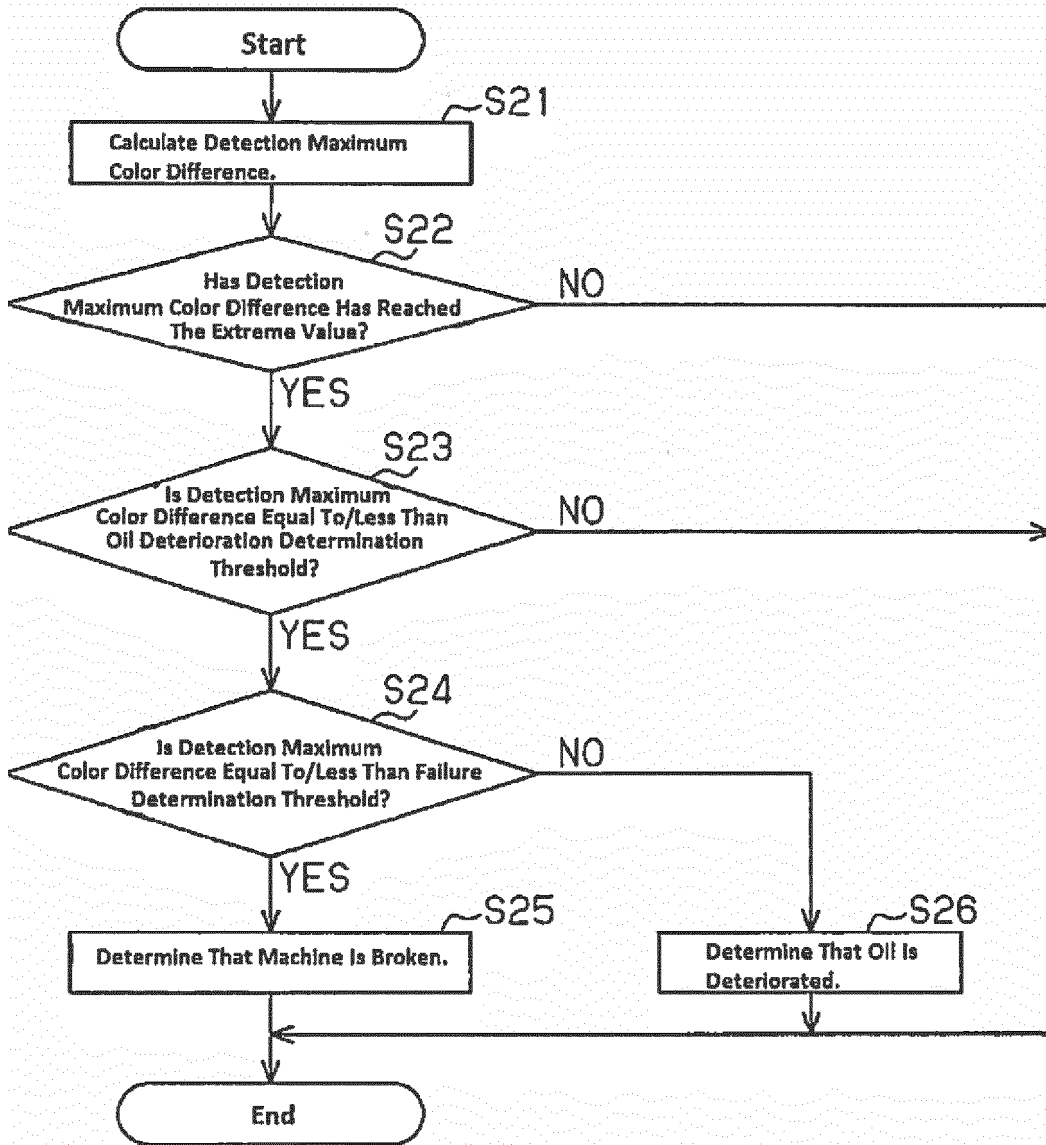 Start
S21
Calculate Detection Maximum
Color Difference.
S22
Has Detection
Maximum Color Difference Has Reached
The Extreme Value?
NO
YES
S23
Is Detection Maximum
Color Difference Equal To/Less Than
Oil Deterioration Determination
Threshold?
NO
YES
S24
Is Detection Maximum
Color Difference Equal To/Less Than Failure
Determination Threshold?
NO
YES
S25
Determine That Machine Is Broken.
S26
Determine That Oil Is
Deteriorated.
End